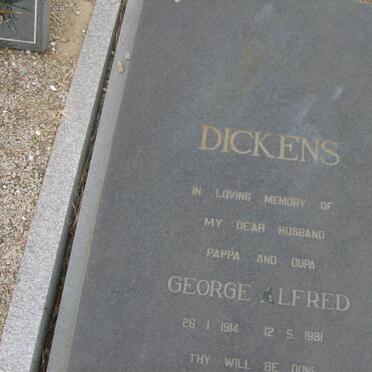 DICKENS
IN LOVING MEMORY OF
MY DEAR HUSBAND
PAPPA AND OUPA
GEORGE ALFRED
26. 1. 1914 12. 5. 1981
THY WILL BE DONE